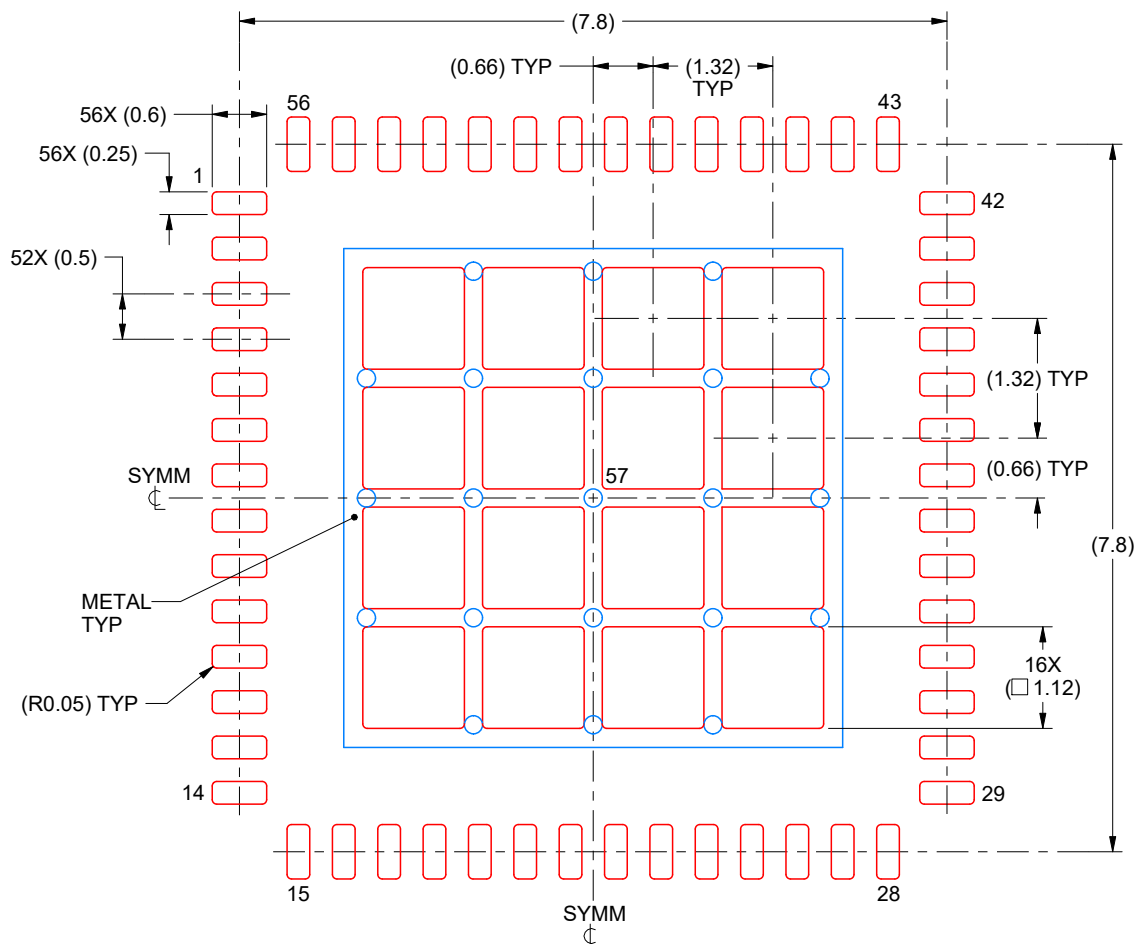 (7.8)
(0.66) TYP
(1.32)
TYP
56X (0.6)
56
43
56X (0.25)
1
42
52X (0.5)
(1.32) TYP
SYMM
℄
57
(0.66) TYP
(7.8)
METAL
TYP
16X
(□ 1.12)
(R0.05) TYP
14
29
15
28
SYMM
℄